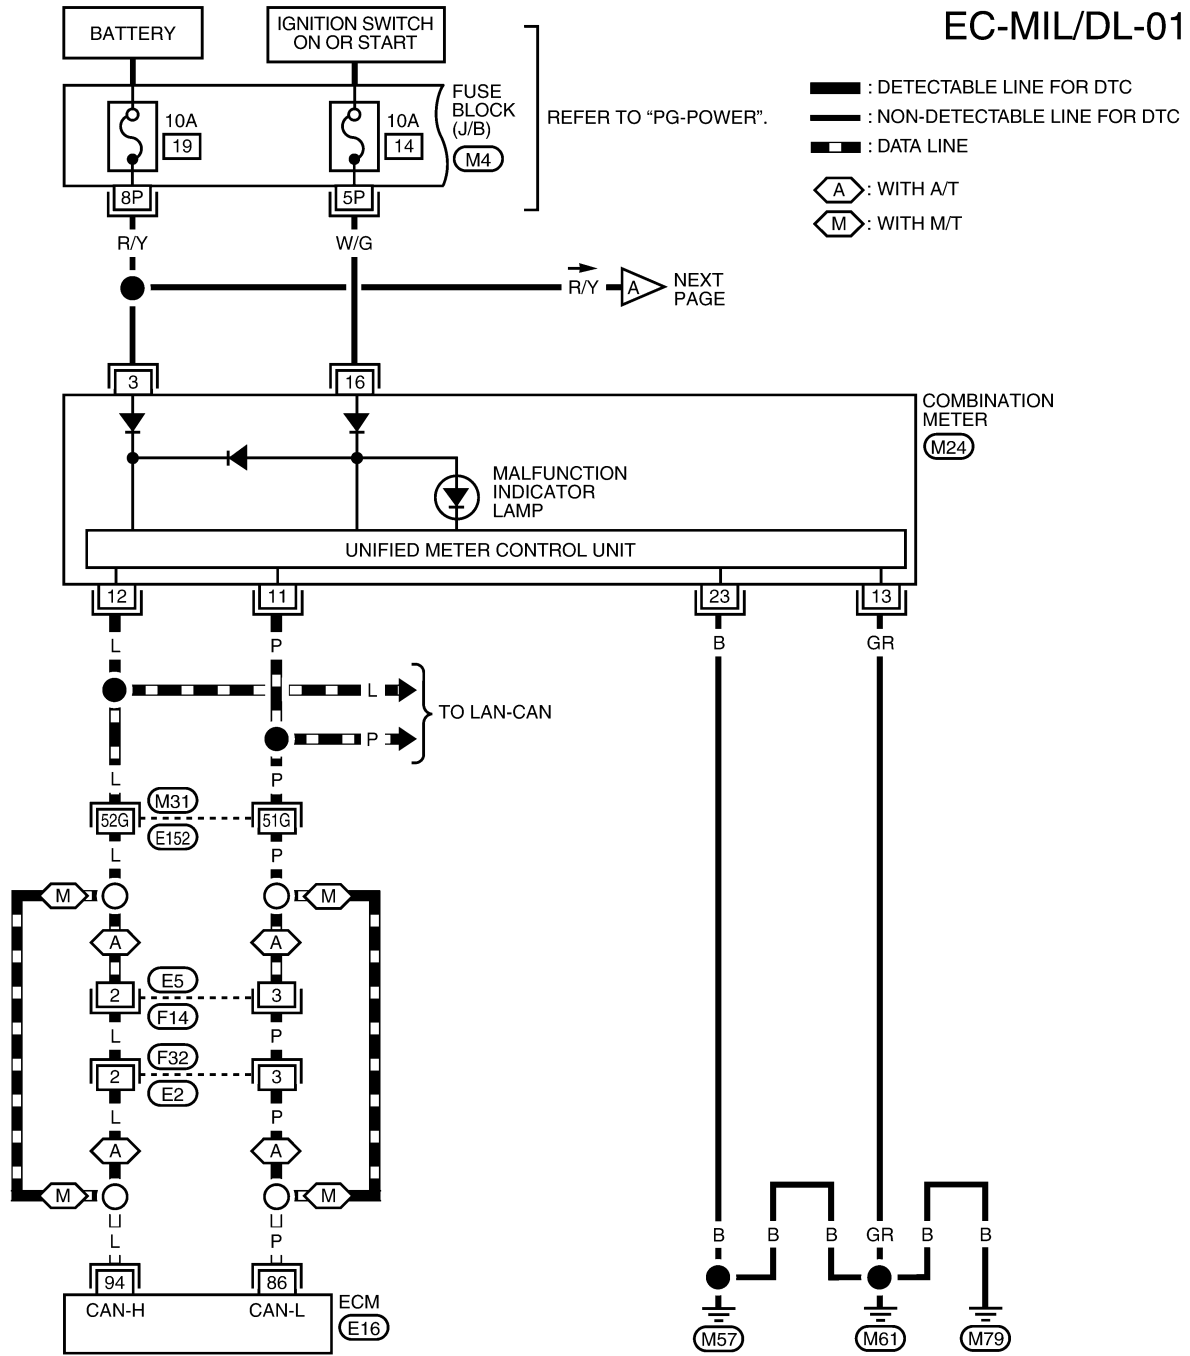 EC-MIL/DL-01
BATTERY
IGNITION SWITCH
ON OR START
FUSE
BLOCK
(J/B)
M4
10A
19
10A
14
8P
5P
REFER TO “PG-POWER”.
: DETECTABLE LINE FOR DTC
: NON-DETECTABLE LINE FOR DTC
: DATA LINE
A : WITH A/T
M : WITH M/T
R/Y
W/G
R/Y
A
NEXT
PAGE
3
16
COMBINATION
METER
M24
MALFUNCTION
INDICATOR
LAMP
UNIFIED METER CONTROL UNIT
12
11
23
13
L
P
B
GR
L
P
TO LAN-CAN
L
P
52G
M31
E152
51G
L
P
M
M
A
A
2
E5
F14
3
L
P
2
F32
E2
3
L
P
A
A
M
M
L
P
94
86
CAN-H
CAN-L
ECM
E16
B
B
B
GR
B
B
M57
M61
M79